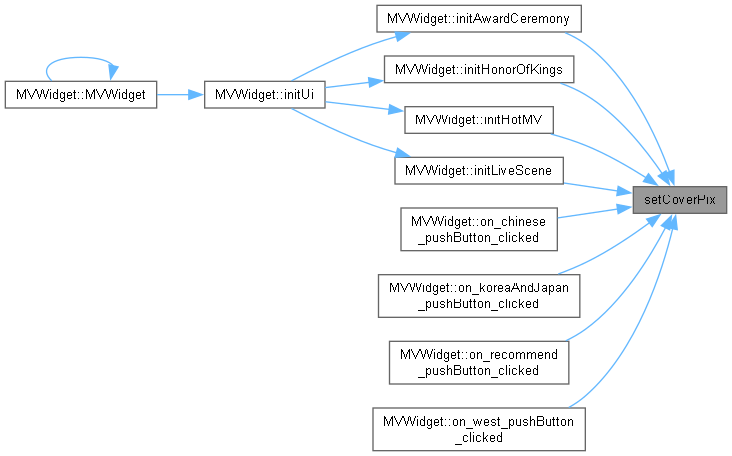 MVWidget::initAwardCeremony
MVWidget::initHonorOfKings
MVWidget::MVWidget
MVWidget::initUi
MVWidget::initHotMV
MVWidget::initLiveScene
setCoverPix
MVWidget::on_chinese
_pushButton_clicked
MVWidget::on_koreaAndJapan
_pushButton_clicked
MVWidget::on_recommend
_pushButton_clicked
MVWidget::on_west_pushButton
_clicked